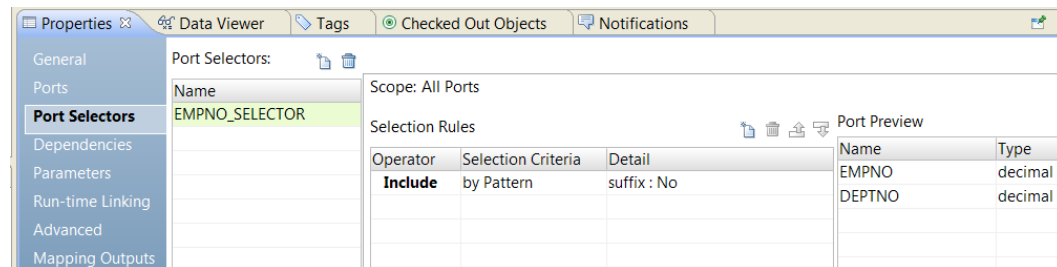 Properties Data Viewer Tags Checked Out Objects Notifications
General
Ports
Port Selectors
Dependencies
Parameters
Run-time Linking
Advanced
Mapping Outputs
Port Selectors:
Name
EMPNO_SELECTOR
Scope: All Ports
Selection Rules
Operator Selection Criteria Detail
Include by Pattern suffix : No
Port Preview
Name Type
EMPNO decimal
DEPTNO decimal